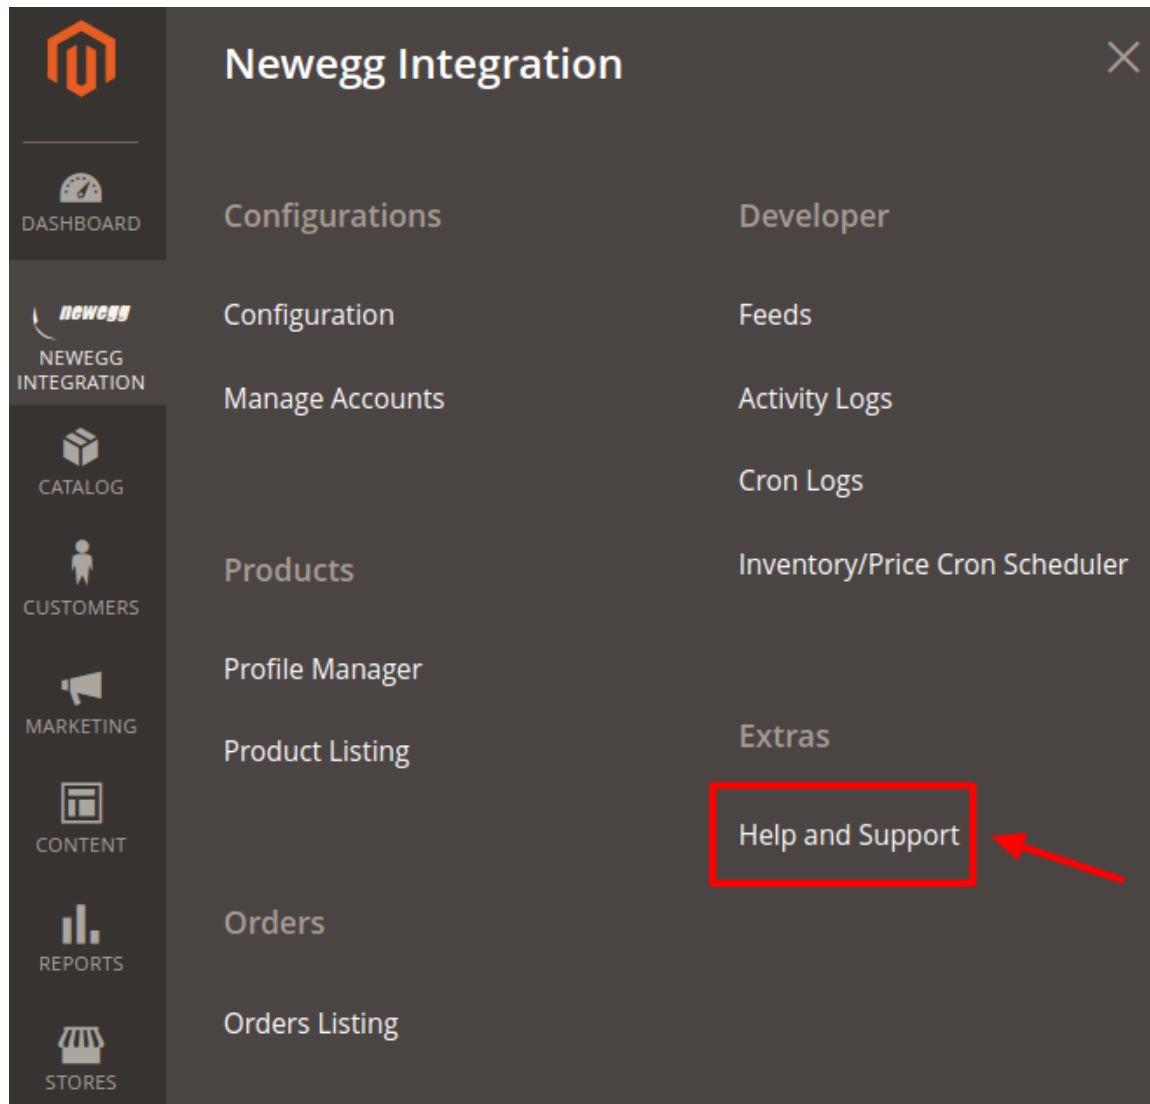 Newegg Integration
DASHBOARD
newegg
NEWEGG
INTEGRATION
CATALOG
CUSTOMERS
MARKETING
CONTENT
REPORTS
STORES
Configurations
Configuration
Manage Accounts
Products
Profile Manager
Product Listing
Orders
Orders Listing
Developer
Feeds
Activity Logs
Cron Logs
Inventory/Price Cron Scheduler
Extras
Help and Support